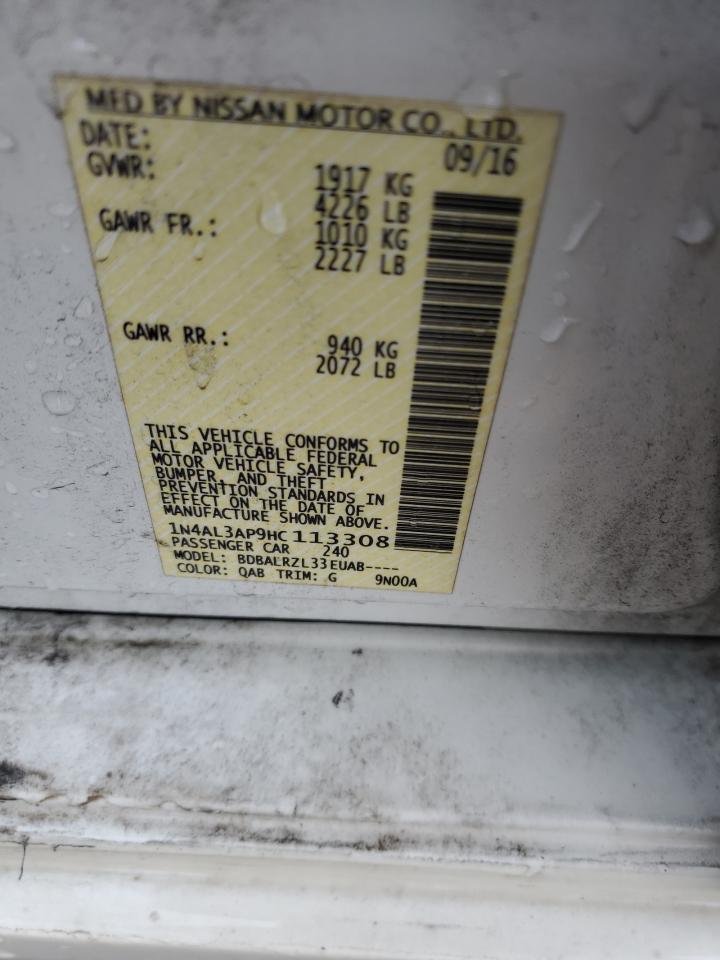 MFD BY NISSAN MOTOR CO., LTD.
DATE: 09/16
GVWR: 1917 KG
4226 LB
GAWR FR.: 1010 KG
2227 LB
GAWR RR.: 940 KG
2072 LB
THIS VEHICLE CONFORMS TO
ALL APPLICABLE FEDERAL
MOTOR VEHICLE SAFETY,
BUMPER, AND THEFT
PREVENTION STANDARDS IN
EFFECT ON THE DATE OF
MANUFACTURE SHOWN ABOVE.
1N4AL3AP9HC113308
PASSENGER CAR 240
MODEL: BDBALRZL33EUAB----
COLOR: QAB TRIM: G 9N00A